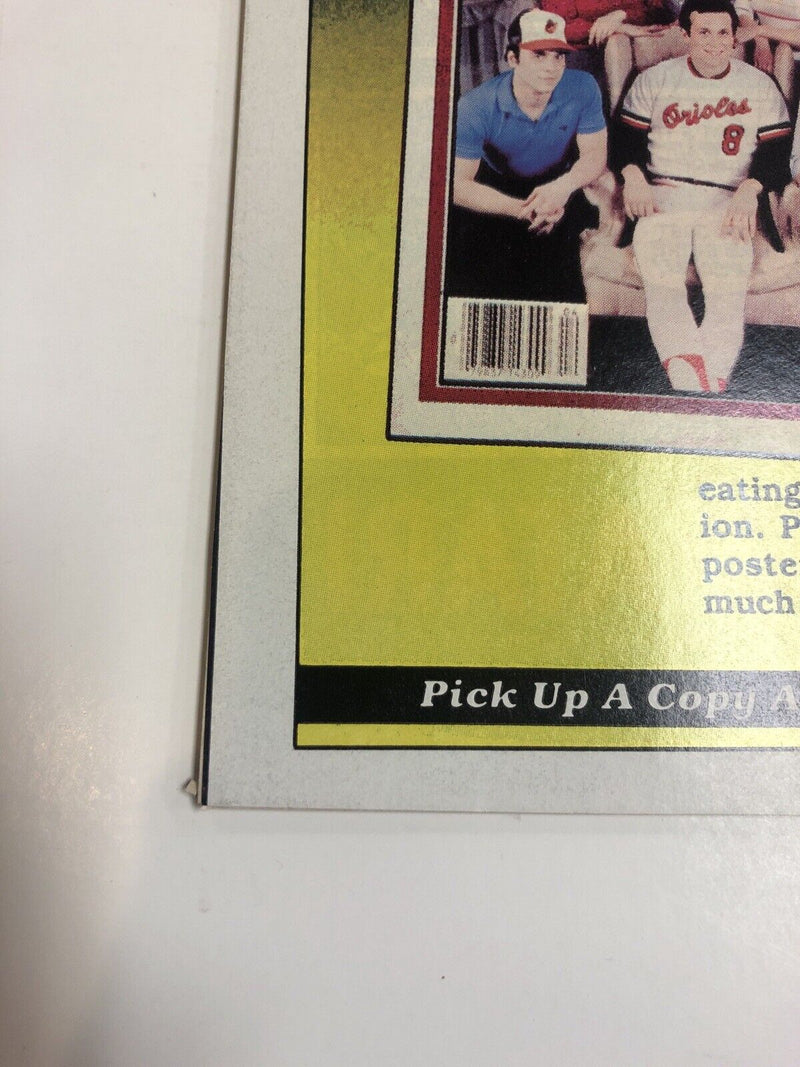 Orioles
8
eating
ion. P
poste
much
Pick Up A Copy A